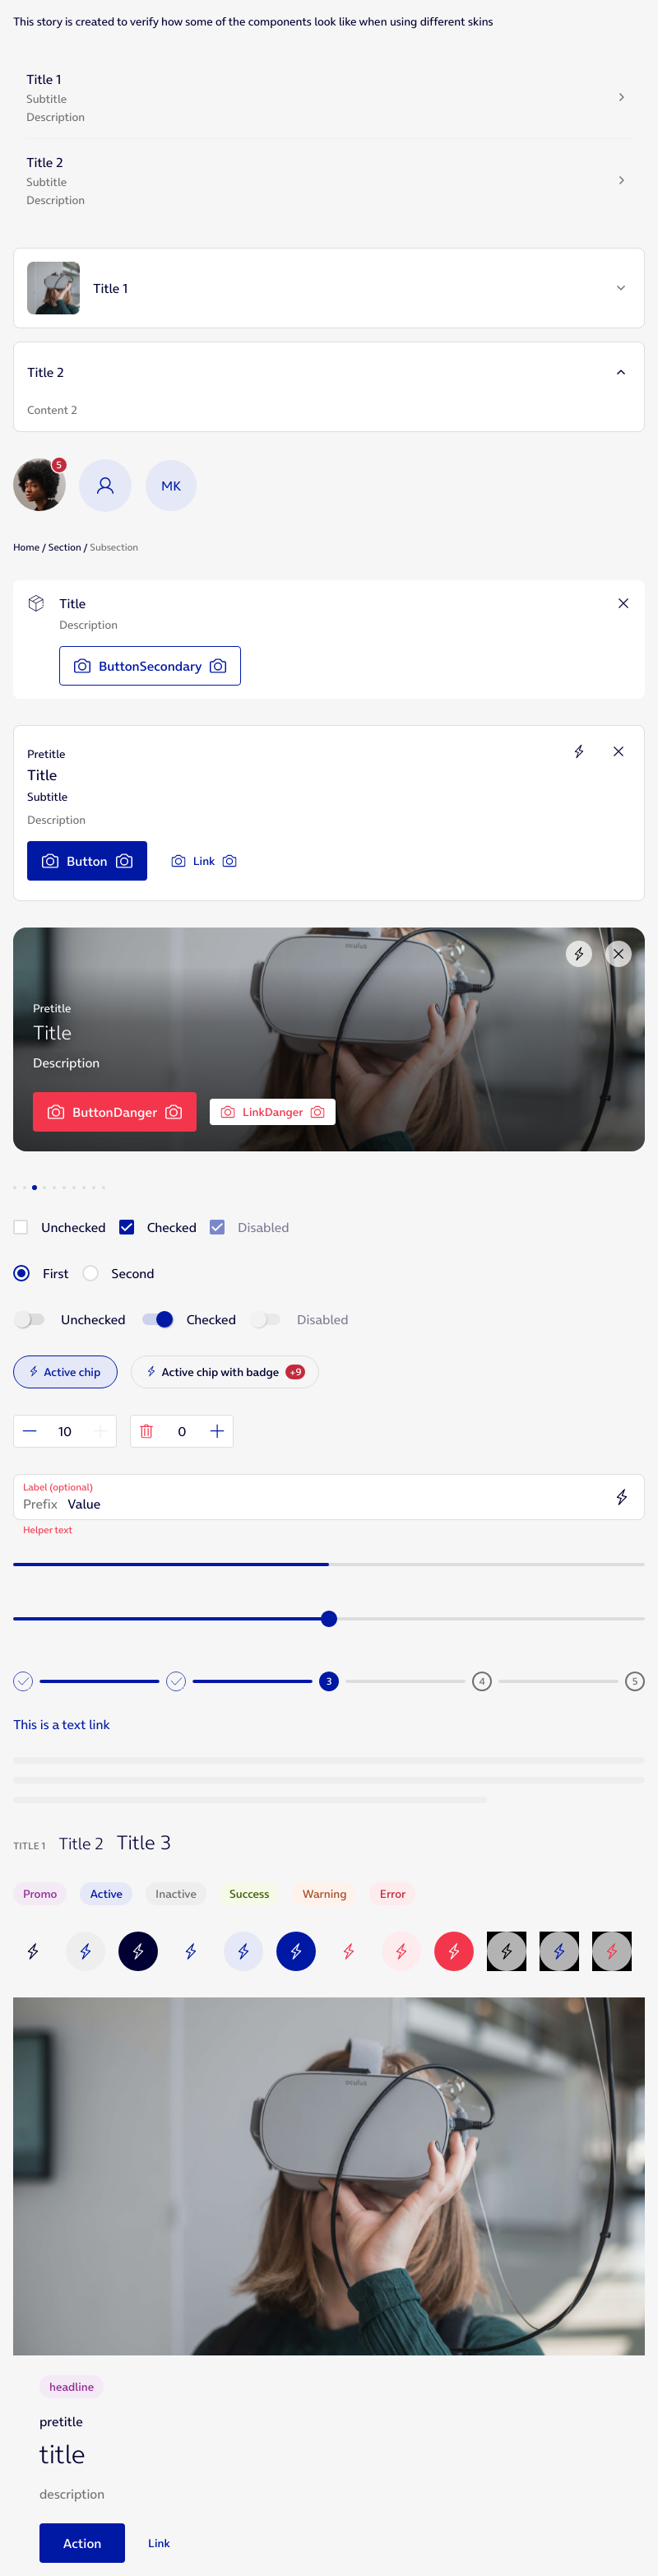 This story is created to verify how some of the components look like when using different skins
Title 1
Subtitle
Description
Title 2
Subtitle
Description
Title 1
Title 2
Content 2
5
MK
Home / Section / Subsection
Title
Description
ButtonSecondary
Pretitle
Title
Subtitle
Description
Button Link
oculus
Pretitle
Title
Description
ButtonDanger LinkDanger
Unchecked Checked Disabled
First Second
Unchecked Checked Disabled
Active chip Active chip with badge +9
10 0
Label (optional)
Prefix Value
Helper text
3 4 5
This is a text link
TITLE 1 Title 2 Title 3
Promo Active Inactive Success Warning Error
oculus
headline
pretitle
title
description
Action Link